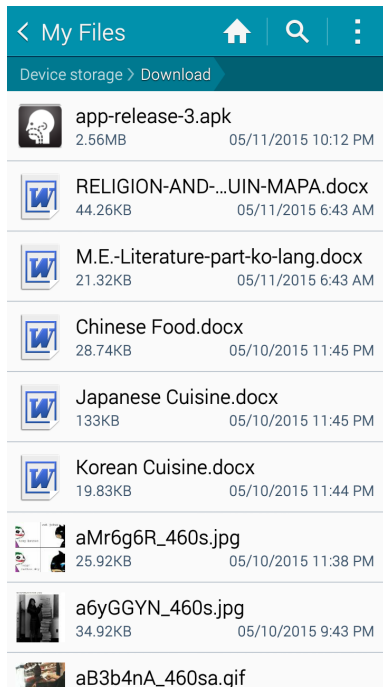 My Files
Device storage > Download
app-release-3.apk
2.56MB 05/11/2015 10:12 PM
RELIGION-AND-...UIN-MAPA.docx
44.26KB 05/11/2015 6:43 AM
M.E.-Literature-part-ko-lang.docx
21.32KB 05/11/2015 6:43 AM
Chinese Food.docx
28.74KB 05/10/2015 11:45 PM
Japanese Cuisine.docx
133KB 05/10/2015 11:45 PM
Korean Cuisine.docx
19.83KB 05/10/2015 11:44 PM
aMr6g6R_460s.jpg
25.92KB 05/10/2015 11:38 PM
a6yGGYN_460s.jpg
34.92KB 05/10/2015 9:43 PM
aB3b4nA_460sa.gif